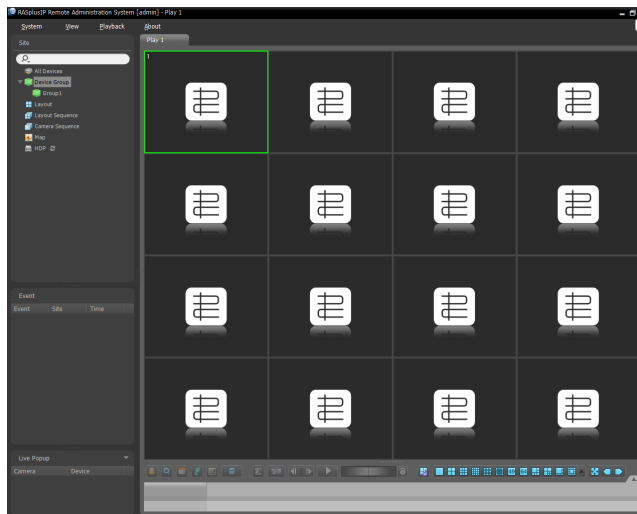 RASplusIP Remote Administration System [admin] - Play 1
System View Playback About
Site
Play 1
1
All Devices
Device Group
Group1
Layout
Layout Sequence
Camera Sequence
Map
HDP
Event
Event Site Time
Live Popup
Camera Device